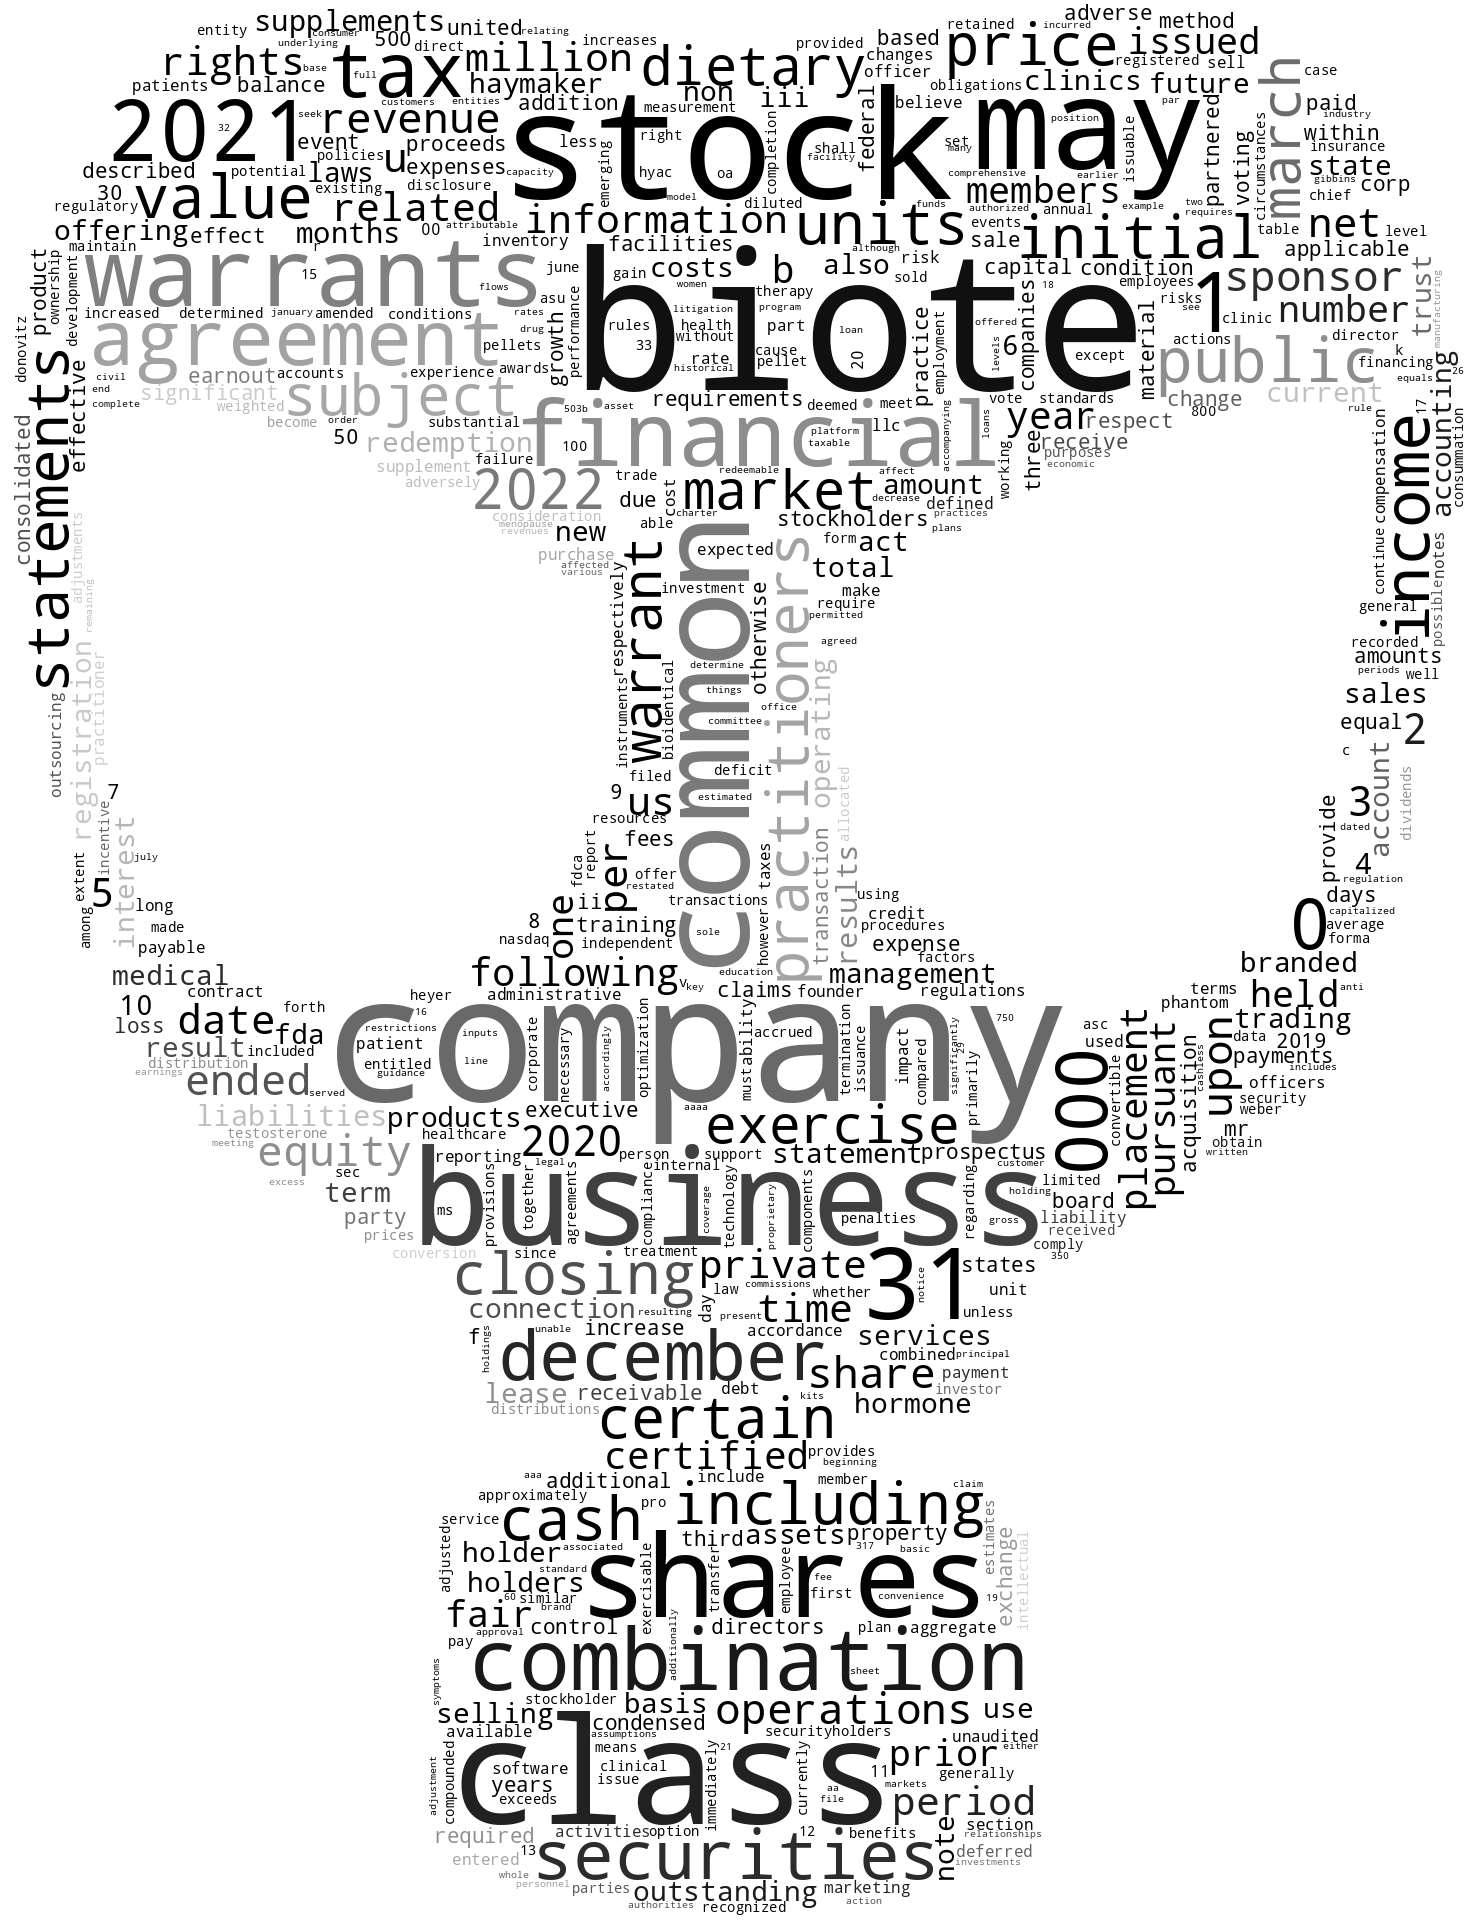 supplements united relating adverse method
entity consumer 500 direct increases provided based retained incurred
underlying rights tax million dietary changes price issued
base full officer registered sell case
patients balance haymaker non iii obligations clinics future
customers entities addition measurement believe par paid industry
2021 32 seek revenue stock may position
event proceeds less right federal set many within insurance
policies u completion shall facility partnered voting state
described potential laws expenses capacity emerging hyac oa comprehensive earlier issuable circumstances march gibbins corp
30 value existing disclosure model members authorized annual example two requires chief
regulatory related diluted funds
offering effect months 00 attributable information units events sale initial table net level
maintain r inventory facilities although risk applicable
product ownership development warrants 15 flows june gain costs women b also sold capital condition employees sponsor trust
asu therapy 18 risks see
increased determined january amended conditions rates performance litigation program companies offered material 1 clinic number manufacturing
donovitz agreement drug growth rules health part loan biote practice employment 6 actions director
pellets 33 without levels except public k
civil earnout accounts experience awards rate cause 20 financing
end significant subject historical pellet change current equals 26
complete weighted requirements deemed meet vote standards 800 rule 17
effective become order substantial 503b asset financial platform llc accompanying loans year respect
statements 50 redemption 100 taxable three receive purposes accounting
consolidated supplement failure trade redeemable affect working economic
adversely 2022 due cost market decrease amount defined consummation
consideration charter stockholders practices
menopause new able plans compensation
revenues expected form act continue income
adjustments purchase total possible notes
remaining affected various respectively warrant investment common practitioners make
require general
permitted
registration practitioner agreed recorded
determine otherwise amounts
instruments bioidentical things periods well
outsourcing operating sales
office
committee equal 2
c
deficit account
filed allocated
7 9 us estimated 3 dividends
resources dated
incentive interest fees provide
july fdca report per transaction 4
extent offer taxes results regulation
5 restated using days
among long ii transactions credit capitalized
8 one training however procedures 0 average
made nasdaq independent sole expense forma
payable factors
medical following education management branded
contract v key claims founder regulations terms anti
10 forth administrative phantom held
loss date heyer 16 company 750 asc trading
fda restrictions inputs corporate necessary accordingly optimization mustability accrued termination issuance impact compared significantly 29 primarily used data 2019
result included patient payments
distribution entitled line includes
earnings guidance 000 convertible placement pursuant acquisition cashless upon officers
ended served security
liabilities products executive aaaa exercise weber
testosterone healthcare 2020 mr
meeting person support statement prospectus obtain
equity reporting legal internal customer written
excess sec business provisions together agreements compliance coverage technology proprietary components regarding holding limited
term ms penalties gross board
party liability
prices received
conversion since treatment comply
closing private 31 states 350
commissions notice
connection resulting day law whether unit
present time unless
f holdings unable increase accordance services
december combined principal
share payment
lease receivable debt kits investor
distributions certain hormone
certified provides
beginning
aaa additional include member claim
approximately pro including
service cash estimates
third assets property exchange intellectual
adjusted holder associated 317 basic
standard shares exercisable transfer employee fee
holders first convenience 19
60 similar
fair brand
approval control directors plan aggregate
pay additionally
symptoms combination sheet
stockholder basis operations use
selling condensed securityholders
available assumptions unaudited
adjustment compounded class means 21 prior either
software clinical immediately currently 11 generally
years issue aa markets
exceeds file period
section
required activities option 12 benefits note relationships
entered 13 securities deferred
whole investments
personnel parties outstanding marketing
authorities recognized action